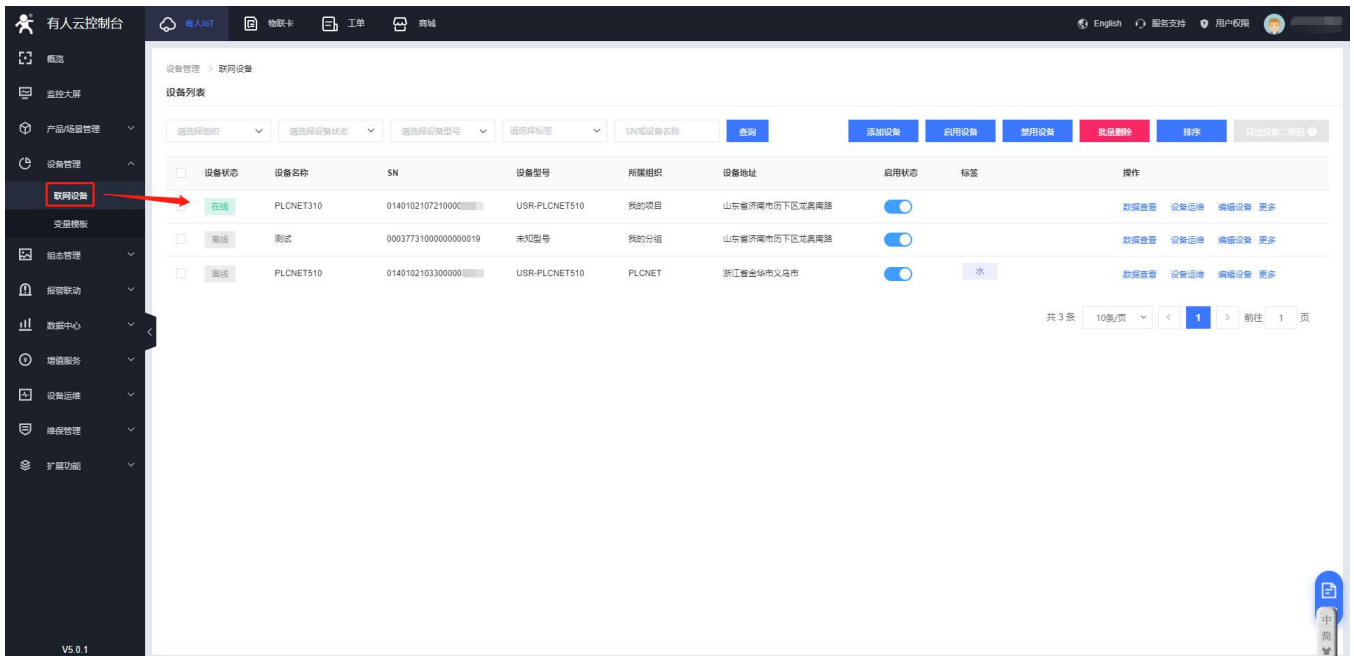 有人云控制台
有人IoT 物联卡 工单 商城
English 服务支持 用户权限
概览
监控大屏
产品/场景管理
设备管理
联网设备
变量模板
组态管理
报警联动
数据中心
增值服务
设备运维
维保管理
扩展功能
V5.0.1
设备管理 > 联网设备
设备列表
请选择组织 请选择设备状态 请选择设备型号 请选择标签 SN或设备名称 查询 添加设备 启用设备 禁用设备 批量删除 排序 导出设备二维码
设备状态 设备名称 SN 设备型号 所属组织 设备地址 启用状态 标签 操作
在线 PLCNET310 014010210721000 USR-PLCNET510 我的项目 山东省济南市历下区龙奥南路 数据查看 设备运维 编辑设备 更多
离线 测试 00037731000000000019 未知型号 我的分组 山东省济南市历下区龙奥南路 数据查看 设备运维 编辑设备 更多
离线 PLCNET510 0140102103300000 USR-PLCNET510 PLCNET 浙江省金华市义乌市 水 数据查看 设备运维 编辑设备 更多
共 3 条 10条/页 < 1 > 前往 1 页
中
简